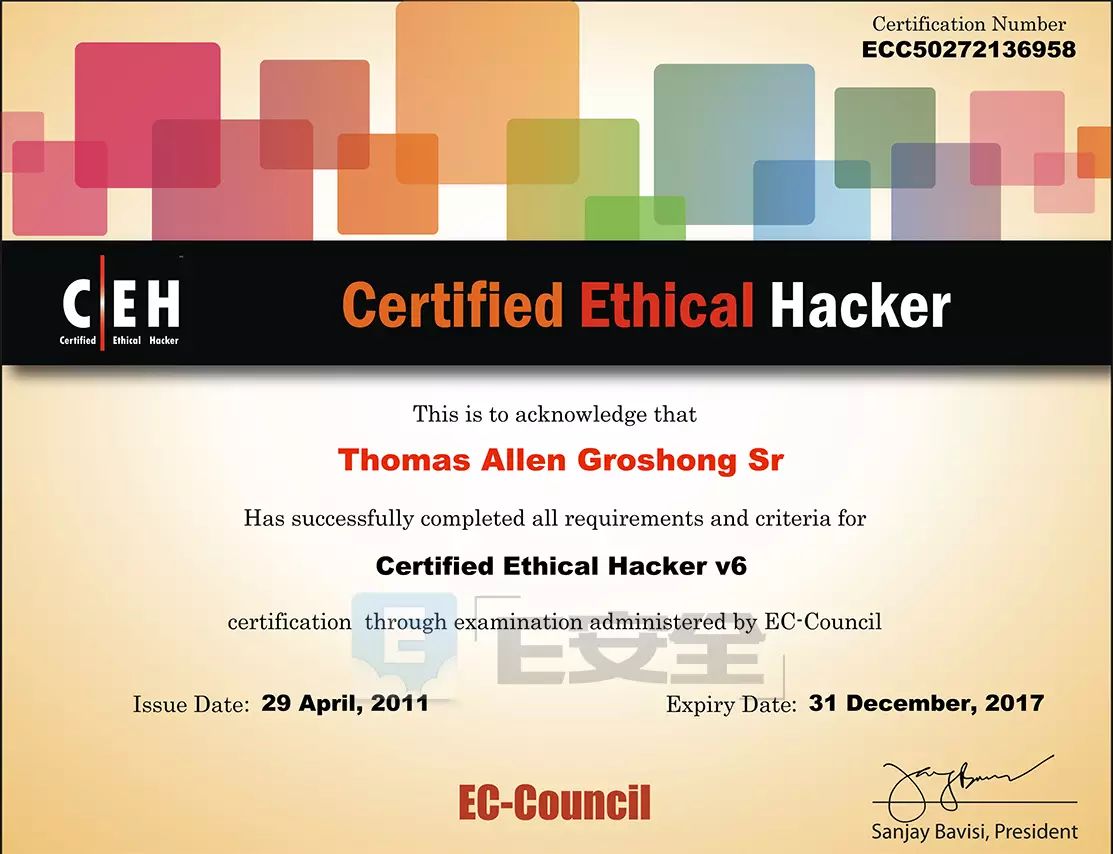 Certification Number
ECC50272136958
C EH
Certified Ethical Hacker
Certified Ethical Hacker
This is to acknowledge that
Thomas Allen Groshong Sr
Has successfully completed all requirements and criteria for
Certified Ethical Hacker v6
certification through examination administered by EC-Council
E E安全
Issue Date: 29 April, 2011
Expiry Date: 31 December, 2017
EC-Council
Sanjay Bavisi, President